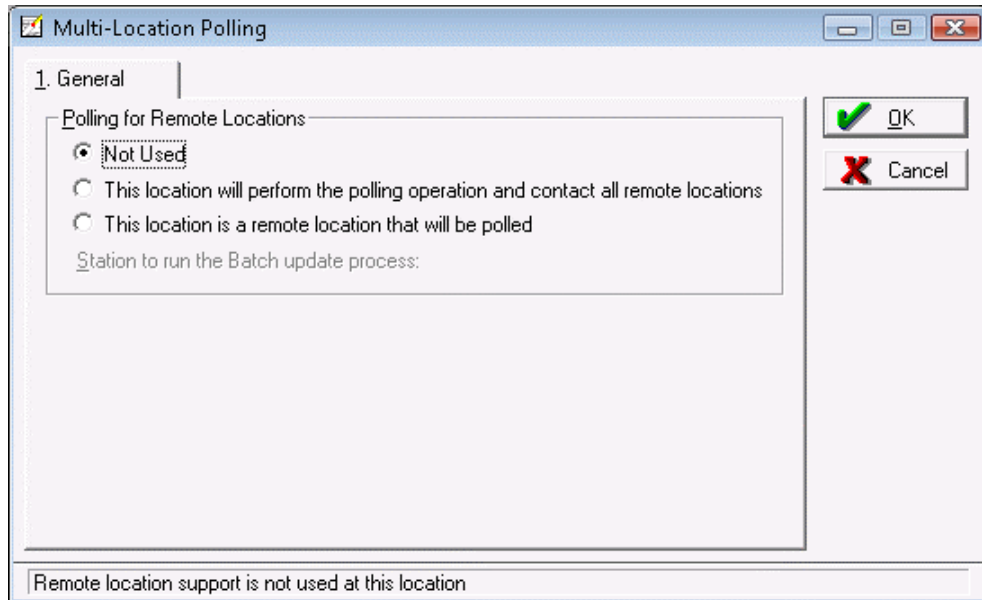 Multi-Location Polling
1. General
Polling for Remote Locations
Not Used
This location will perform the polling operation and contact all remote locations
This location is a remote location that will be polled
Station to run the Batch update process:
OK
Cancel
Remote location support is not used at this location